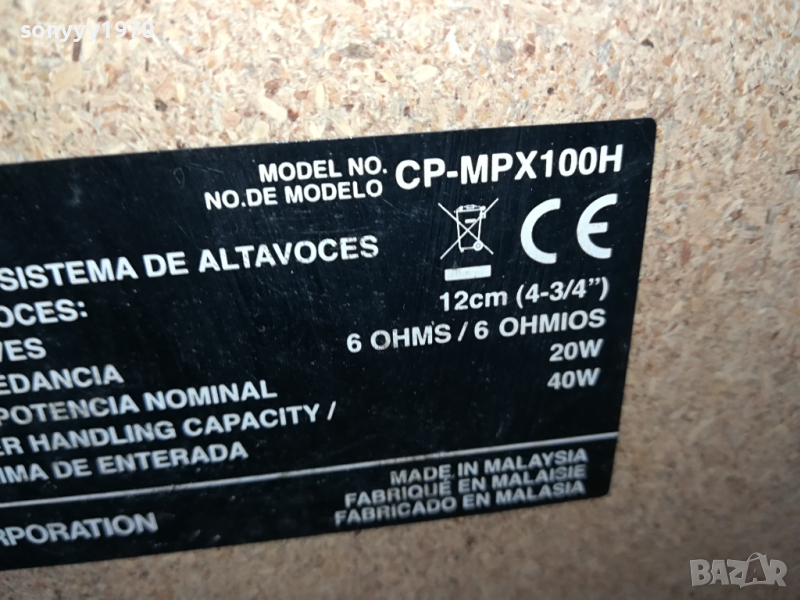 sonyyy1970
MODEL NO.
NO.DE MODELO CP-MPX100H
CE
SISTEMA DE ALTAVOCES
OCES: 12cm (4-3/4")
VES 6 OHMS / 6 OHMIOS
EDANCIA 20W
POTENCIA NOMINAL 40W
ER HANDLING CAPACITY /
IMA DE ENTERADA
MADE IN MALAYSIA
FABRIQUÉ EN MALAISIE
FABRICADO EN MALASIA
RPORATION
BAZAR